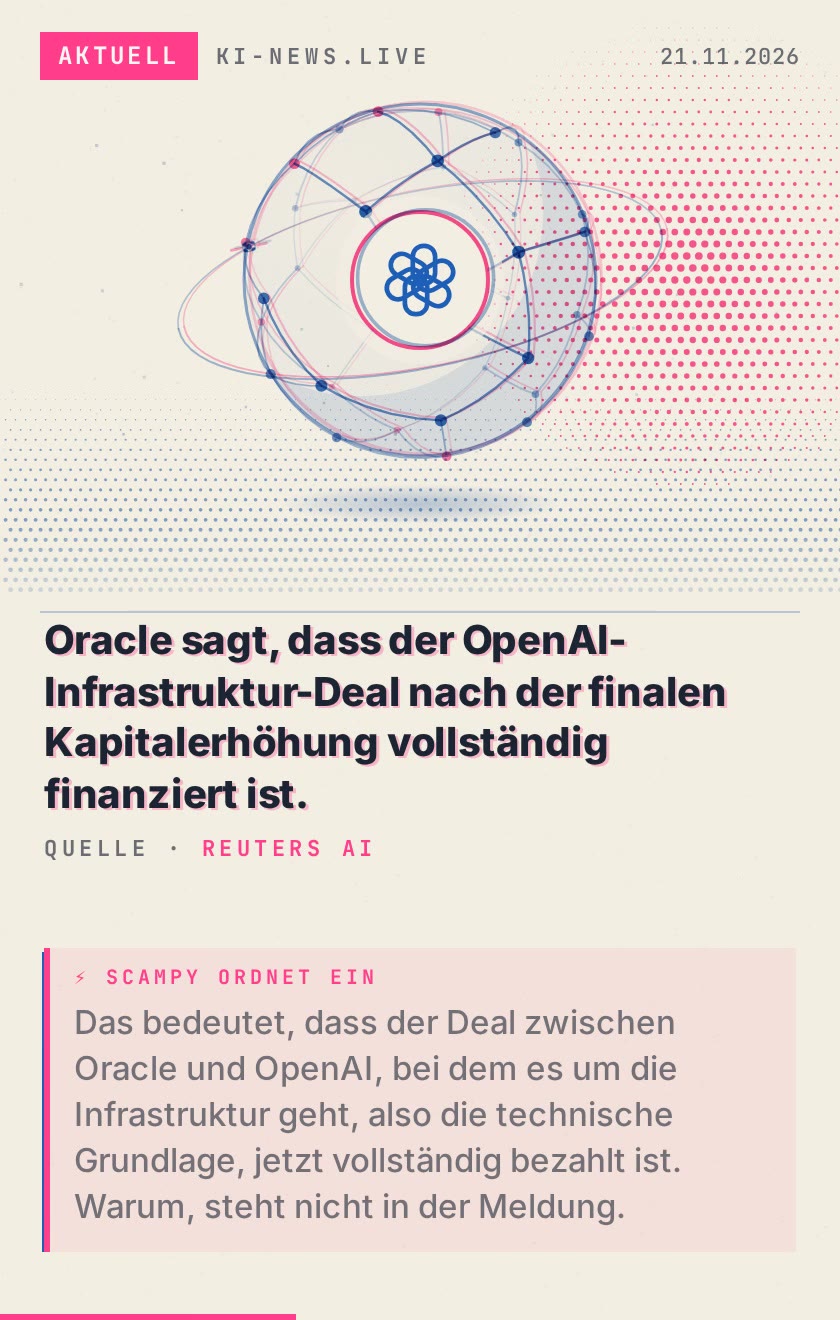 AKTUELL KI-NEWS.LIVE 21.11.2026
Oracle sagt, dass der OpenAI-
Infrastruktur-Deal nach der finalen
Kapitalerhöhung vollständig
finanziert ist.
QUELLE · REUTERS AI
⚡ SCAMPY ORDNET EIN
Das bedeutet, dass der Deal zwischen
Oracle und OpenAI, bei dem es um die
Infrastruktur geht, also die technische
Grundlage, jetzt vollständig bezahlt ist.
Warum, steht nicht in der Meldung.